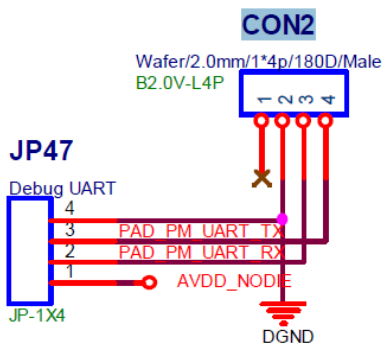 CON2
Wafer/2.0mm/1*4p/180D/Male
B2.0V-L4P
1 2 3 4
JP47
Debug UART
4
3 PAD_PM_UART_TX
2 PAD_PM_UART_RX
1 AVDD_NODIE
JP-1X4
DGND